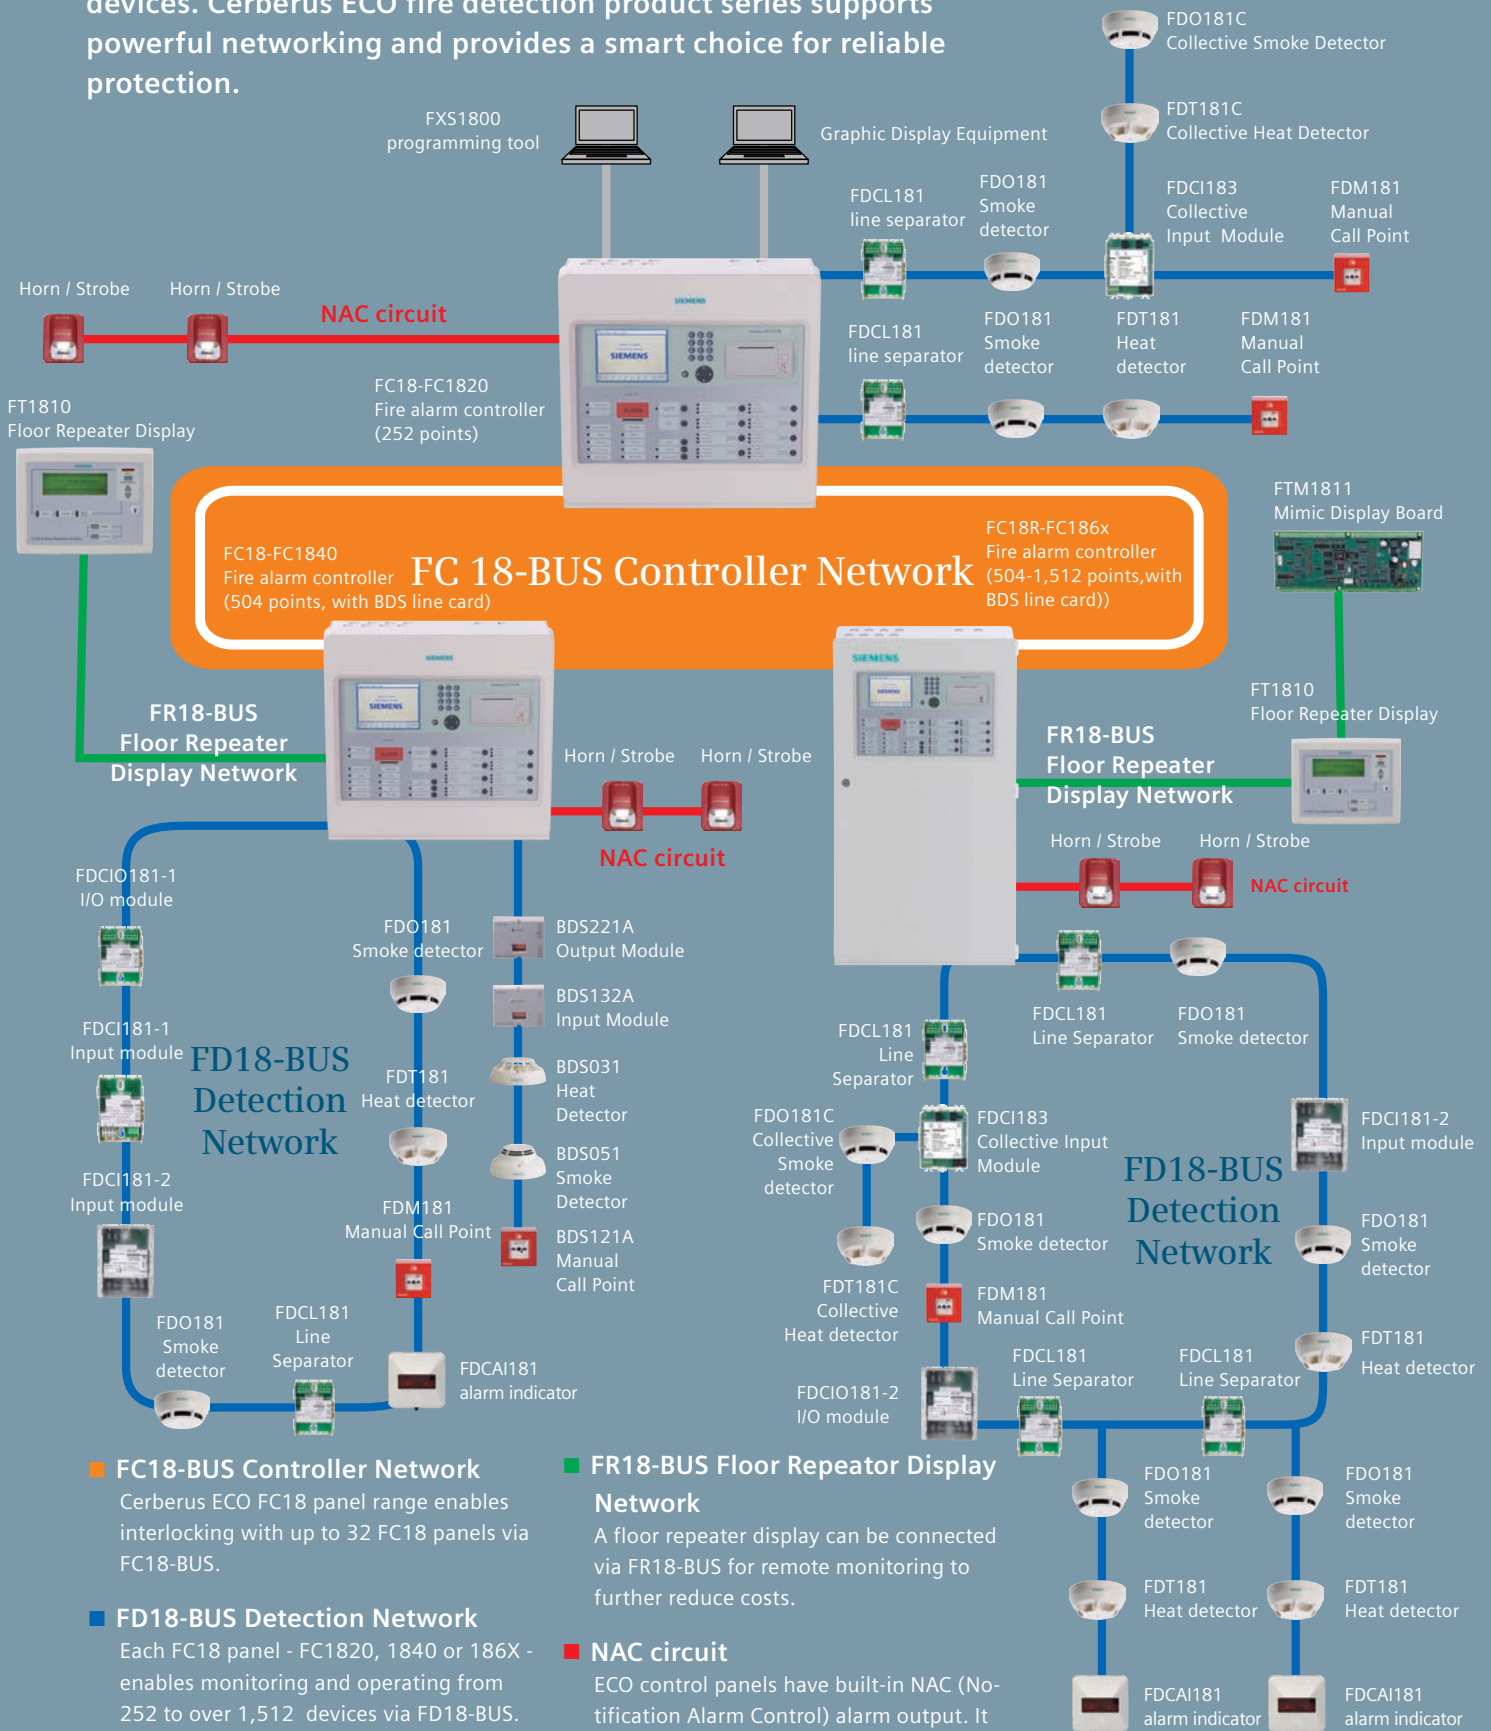 devices. Cerberus ECO fire detection product series supports
powerful networking and provides a smart choice for reliable
protection.
FXS1800
programming tool
Graphic Display Equipment
FDO181C
Collective Smoke Detector
FDT181C
Collective Heat Detector
FDCL181
line separator
FDO181
Smoke
detector
FDCI183
Collective
Input Module
FDM181
Manual
Call Point
Horn / Strobe
Horn / Strobe
NAC circuit
SIEMENS
SIEMENS
FDCL181
line separator
FDO181
Smoke
detector
FDT181
Heat
detector
FDM181
Manual
Call Point
FC18-FC1820
Fire alarm controller
(252 points)
FT1810
Floor Repeater Display
FC18-FC1840
Fire alarm controller
(504 points, with BDS line card)
FC 18-BUS Controller Network
FC18R-FC186x
Fire alarm controller
(504-1,512 points,with
BDS line card))
FTM1811
Mimic Display Board
SIEMENS
SIEMENS
SIEMENS
SIEMENS
FR18-BUS
Floor Repeater
Display Network
Horn / Strobe
Horn / Strobe
NAC circuit
FR18-BUS
Floor Repeater
Display Network
FT1810
Floor Repeater Display
Horn / Strobe
Horn / Strobe
NAC circuit
FDCIO181-1
I/O module
FDCI181-1
Input module
FDCI181-2
Input module
FD18-BUS
Detection
Network
FDO181
Smoke detector
FDT181
Heat detector
FDM181
Manual Call Point
BDS221A
Output Module
BDS132A
Input Module
BDS031
Heat
Detector
BDS051
Smoke
Detector
BDS121A
Manual
Call Point
FDO181
Smoke
detector
FDCL181
Line
Separator
FDCAI181
alarm indicator
FDCL181
Line
Separator
FDCL181
Line Separator
FDO181
Smoke detector
FDO181C
Collective
Smoke
detector
FDCI183
Collective Input
Module
FDCI181-2
Input module
FD18-BUS
Detection
Network
FDO181
Smoke detector
FDO181
Smoke
detector
FDT181C
Collective
Heat detector
FDM181
Manual Call Point
FDT181
Heat detector
FDCIO181-2
I/O module
FDCL181
Line Separator
FDCL181
Line Separator
FDO181
Smoke
detector
FDO181
Smoke
detector
FDT181
Heat detector
FDT181
Heat detector
FDCAI181
alarm indicator
FDCAI181
alarm indicator
FC18-BUS Controller Network
Cerberus ECO FC18 panel range enables
interlocking with up to 32 FC18 panels via
FC18-BUS.
FD18-BUS Detection Network
Each FC18 panel - FC1820, 1840 or 186X -
enables monitoring and operating from
252 to over 1,512 devices via FD18-BUS.
FR18-BUS Floor Repeator Display
Network
A floor repeater display can be connected
via FR18-BUS for remote monitoring to
further reduce costs.
NAC circuit
ECO control panels have built-in NAC (No-
tification Alarm Control) alarm output. It